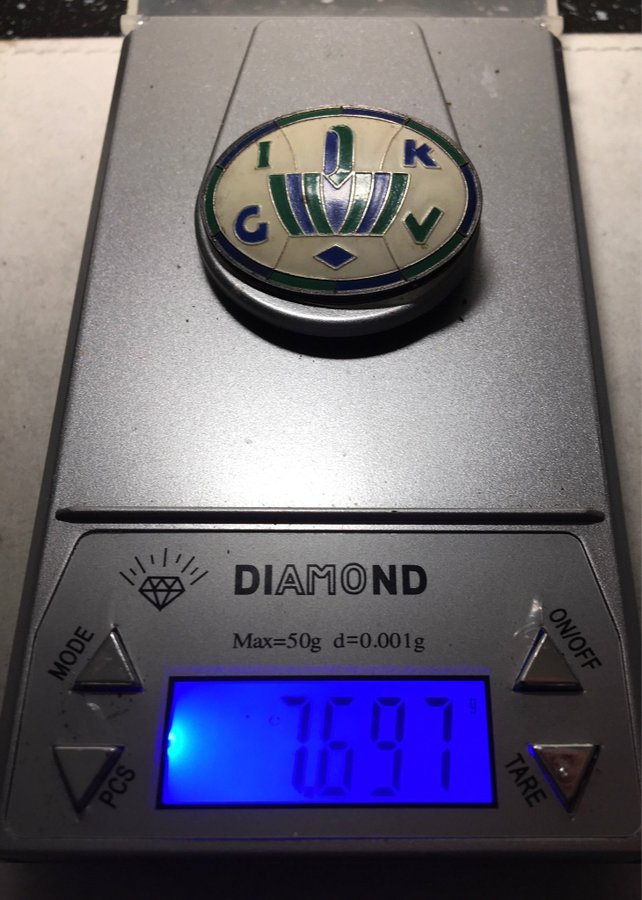 I K
G V
DIAMOND
Max=50g d=0.001g
MODE
ON/OFF
7.697 g
PCS
TARE